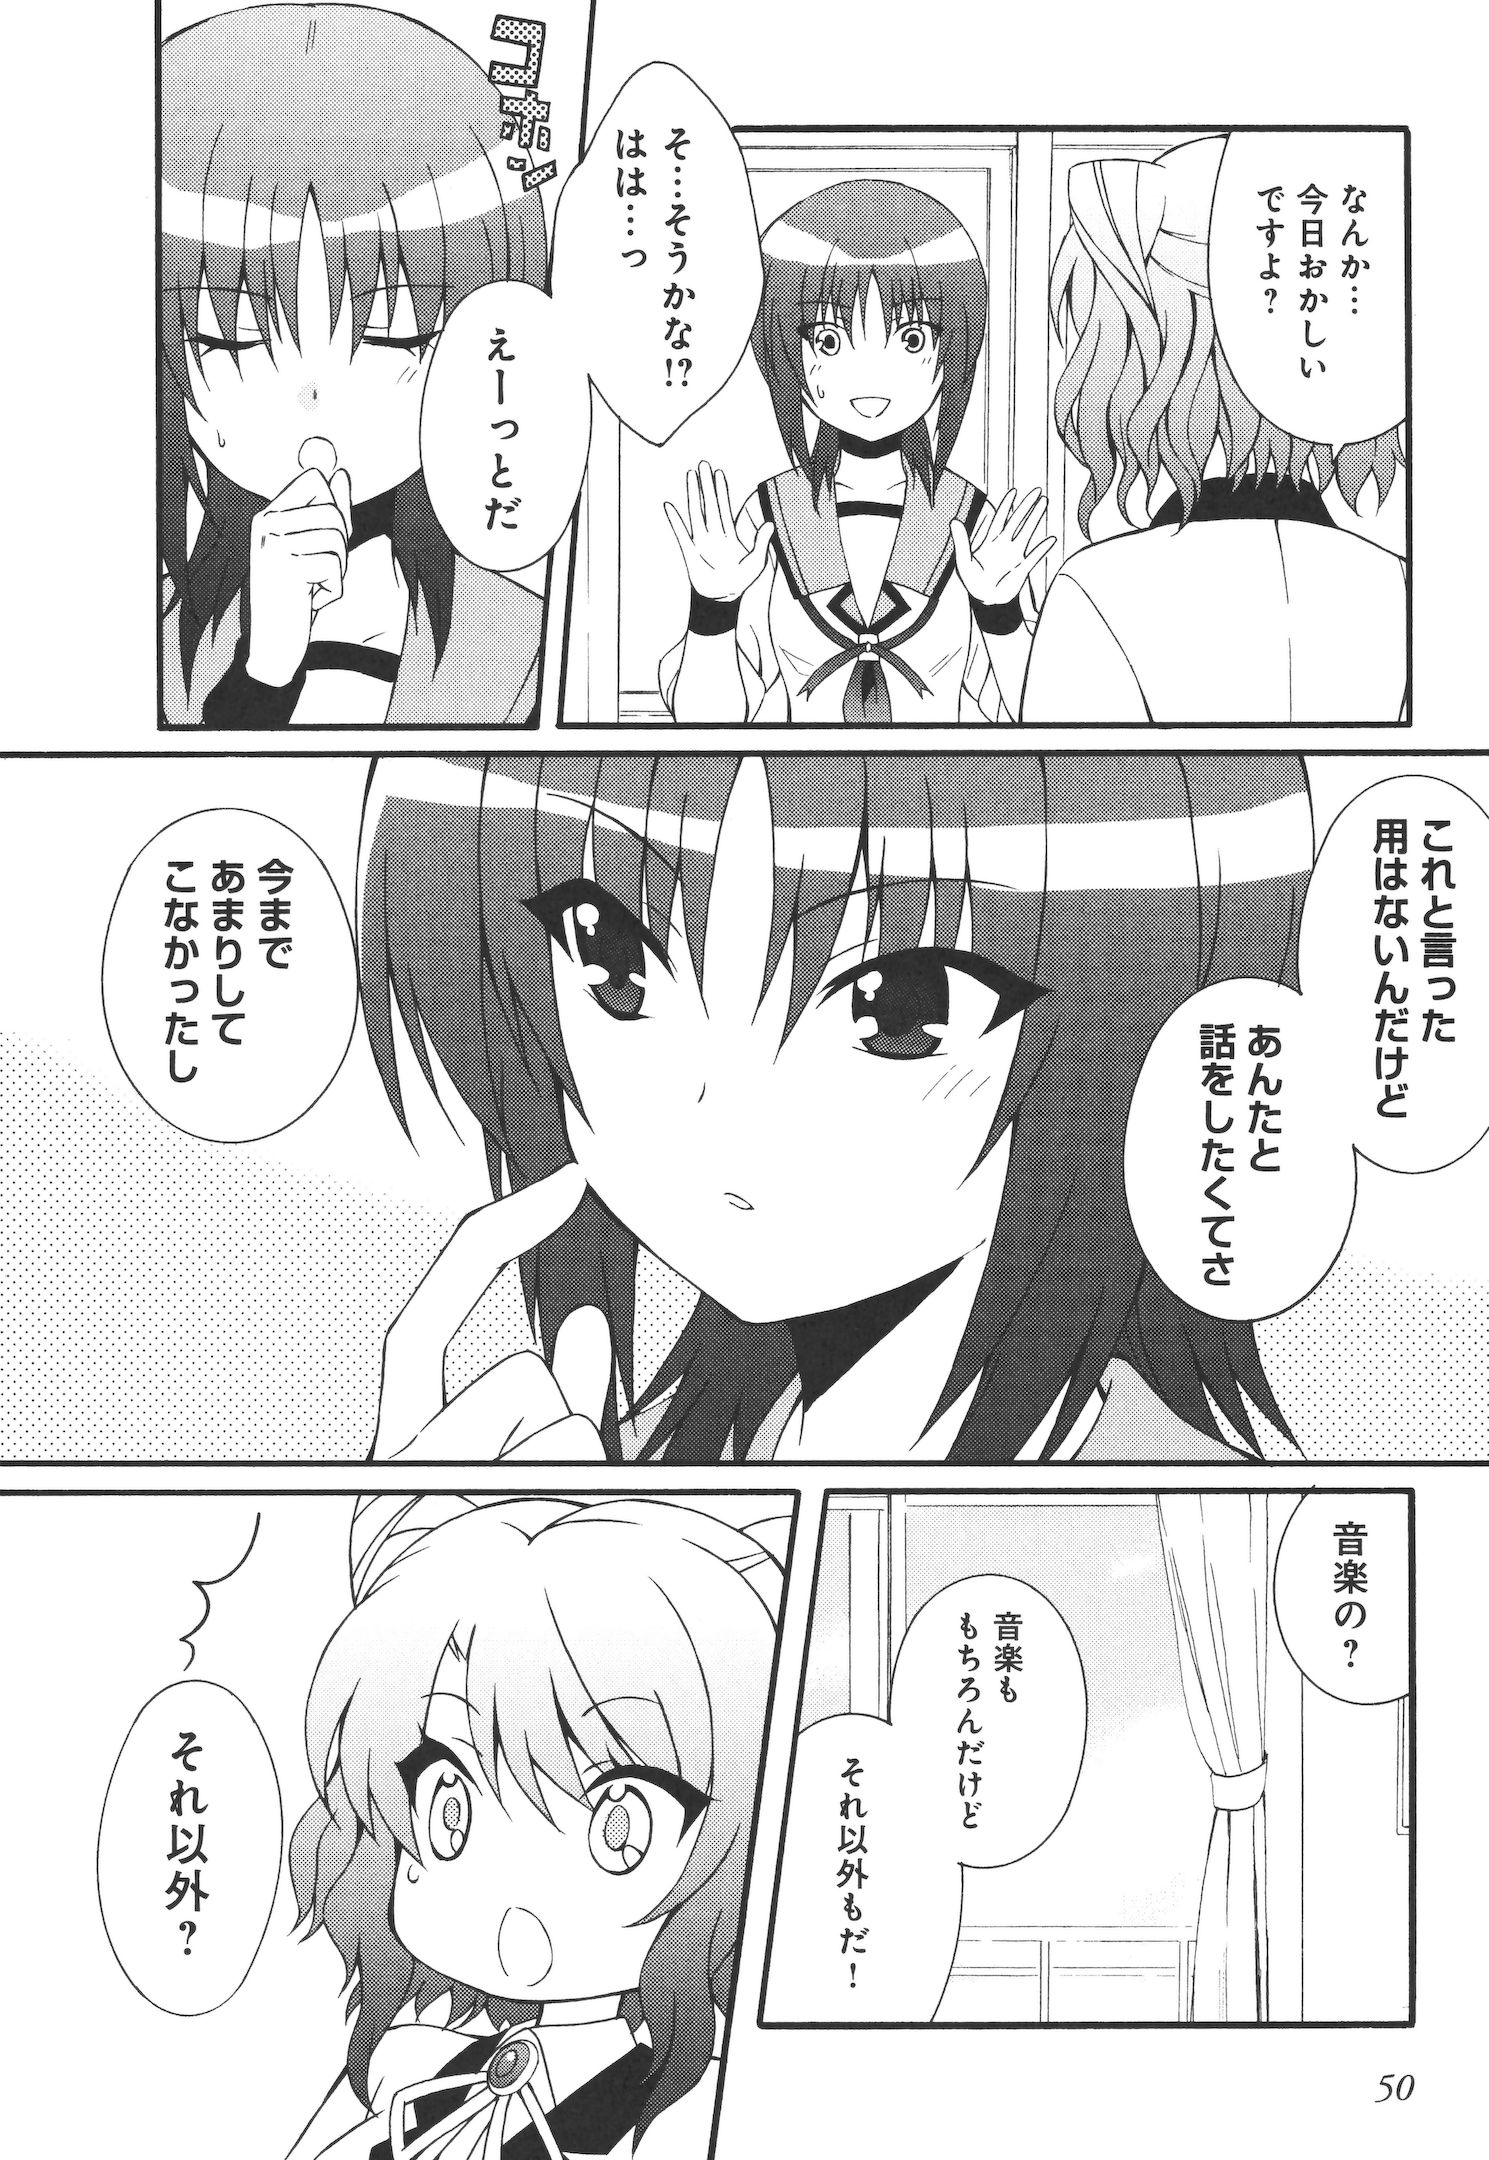 なんか…
今日おかしい
ですよ？
そ…そうかな!?
はは…っ
コホン
えーっとだ
これと言った
用はないんだけど
あんたと
話をしたくてさ
今まで
あまりして
こなかったし
音楽の？
音楽も
もちろんだけど
それ以外もだ！
それ以外？
50